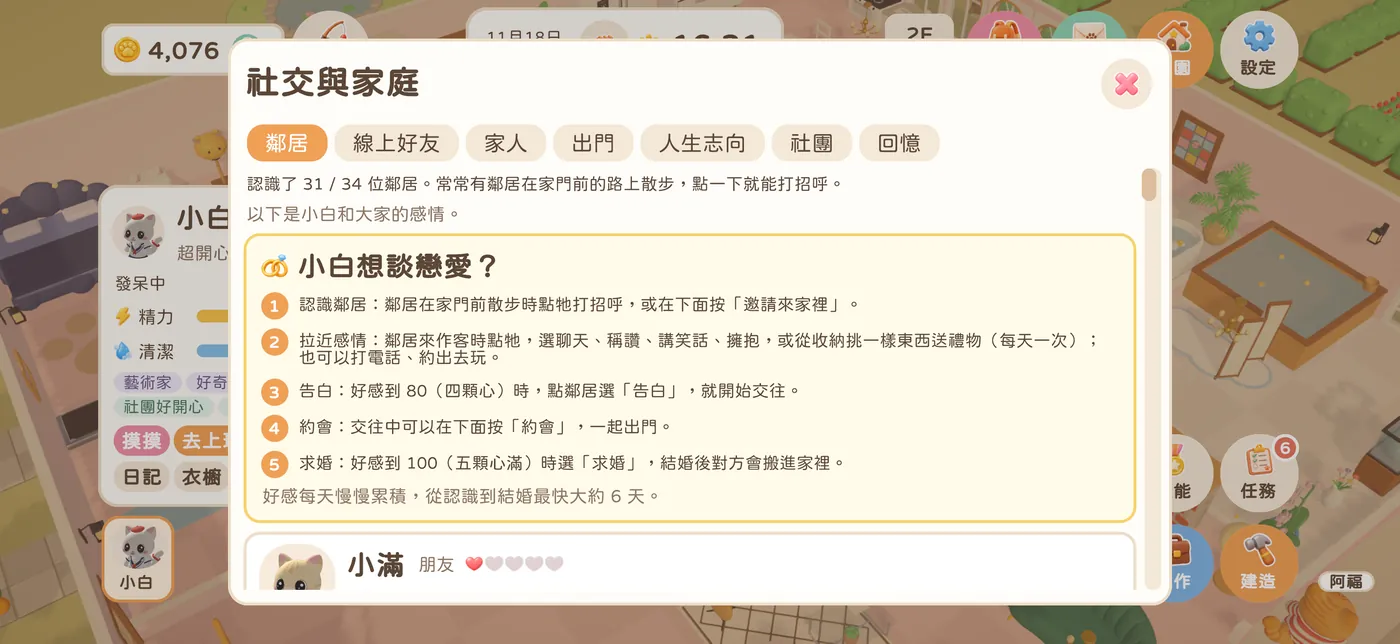 4,076
11月18日
2F
設定
社交與家庭
鄰居
線上好友
家人
出門
人生志向
社團
回憶
認識了 31 / 34 位鄰居。常常有鄰居在家門前的路上散步，點一下就能打招呼。
以下是小白和大家的感情。
小白想談戀愛？
1 認識鄰居：鄰居在家門前散步時點牠打招呼，或在下面按「邀請來家裡」。
2 拉近感情：鄰居來作客時點牠，選聊天、稱讚、講笑話、擁抱，或從收納挑一樣東西送禮物（每天一次）；
也可以打電話、約出去玩。
3 告白：好感到 80（四顆心）時，點鄰居選「告白」，就開始交往。
4 約會：交往中可以在下面按「約會」，一起出門。
5 求婚：好感到 100（五顆心滿）時選「求婚」，結婚後對方會搬進家裡。
好感每天慢慢累積，從認識到結婚最快大約 6 天。
小滿 朋友
小白
超開心
發呆中
精力
清潔
藝術家
好奇
社團好開心
摸摸
去上
日記
衣櫥
小白
能
6
任務
作
建造
阿福